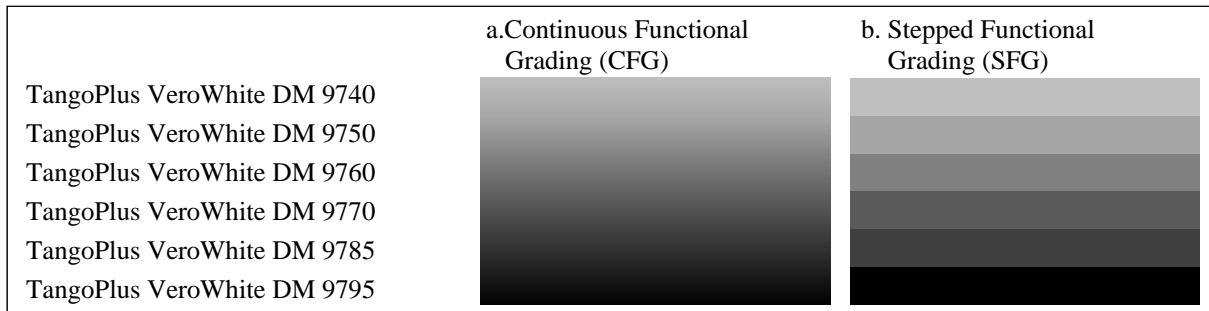 a.Continuous Functional
Grading (CFG)
b. Stepped Functional
Grading (SFG)
TangoPlus VeroWhite DM 9740
TangoPlus VeroWhite DM 9750
TangoPlus VeroWhite DM 9760
TangoPlus VeroWhite DM 9770
TangoPlus VeroWhite DM 9785
TangoPlus VeroWhite DM 9795